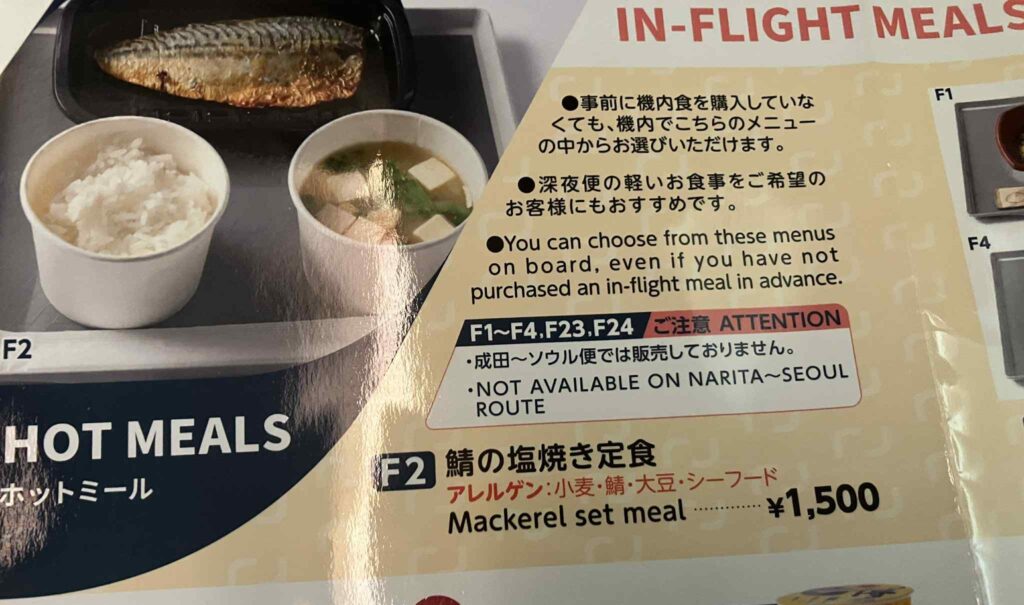 IN-FLIGHT MEALS
●事前に機内食を購入していな
くても、機内でこちらのメニュー
の中からお選びいただけます。
●深夜便の軽いお食事をご希望の
お客様にもおすすめです。
●You can choose from these menus
on board, even if you have not
purchased an in-flight meal in advance.
F1～F4,F23,F24 ご注意 ATTENTION
・成田～ソウル便では販売しておりません。
・NOT AVAILABLE ON NARITA～SEOUL
ROUTE
F2 鯖の塩焼き定食
アレルゲン：小麦・鯖・大豆・シーフード
Mackerel set meal ............. ¥1,500
F2
HOT MEALS
ホットミール
F1
F4